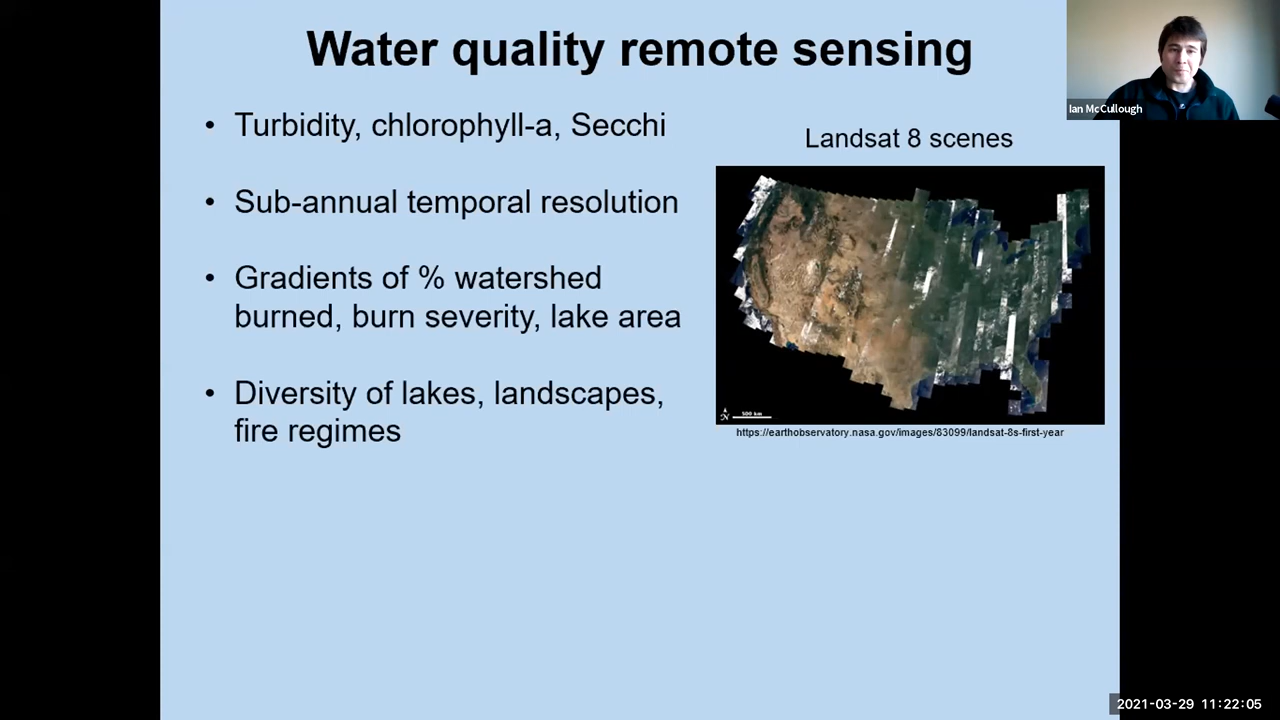 Water quality remote sensing
Ian McCullough
• Turbidity, chlorophyll-a, Secchi
Landsat 8 scenes
• Sub-annual temporal resolution
• Gradients of % watershed
burned, burn severity, lake area
• Diversity of lakes, landscapes,
fire regimes
N
500 km
https://earthobservatory.nasa.gov/images/83099/landsat-8s-first-year
2021-03-29 11:22:05